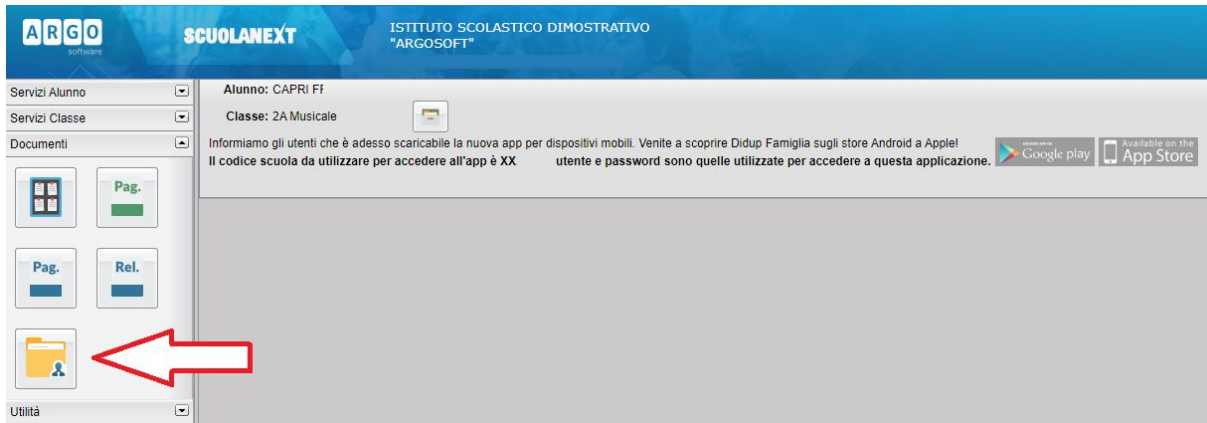 ARGO
software
SCUOLANEXT
ISTITUTO SCOLASTICO DIMOSTRATIVO
"ARGOSOFT"
Servizi Alunno
Servizi Classe
Documenti
Pag.
Pag.
Rel.
Utilità
Alunno: CAPRI FF
Classe: 2A Musicale
Informiamo gli utenti che è adesso scaricabile la nuova app per dispositivi mobili. Venite a scoprire Didup Famiglia sugli store Android a Apple!
Il codice scuola da utilizzare per accedere all'app è XX utente e password sono quelle utilizzate per accedere a questa applicazione.
Google play
Available on the
App Store